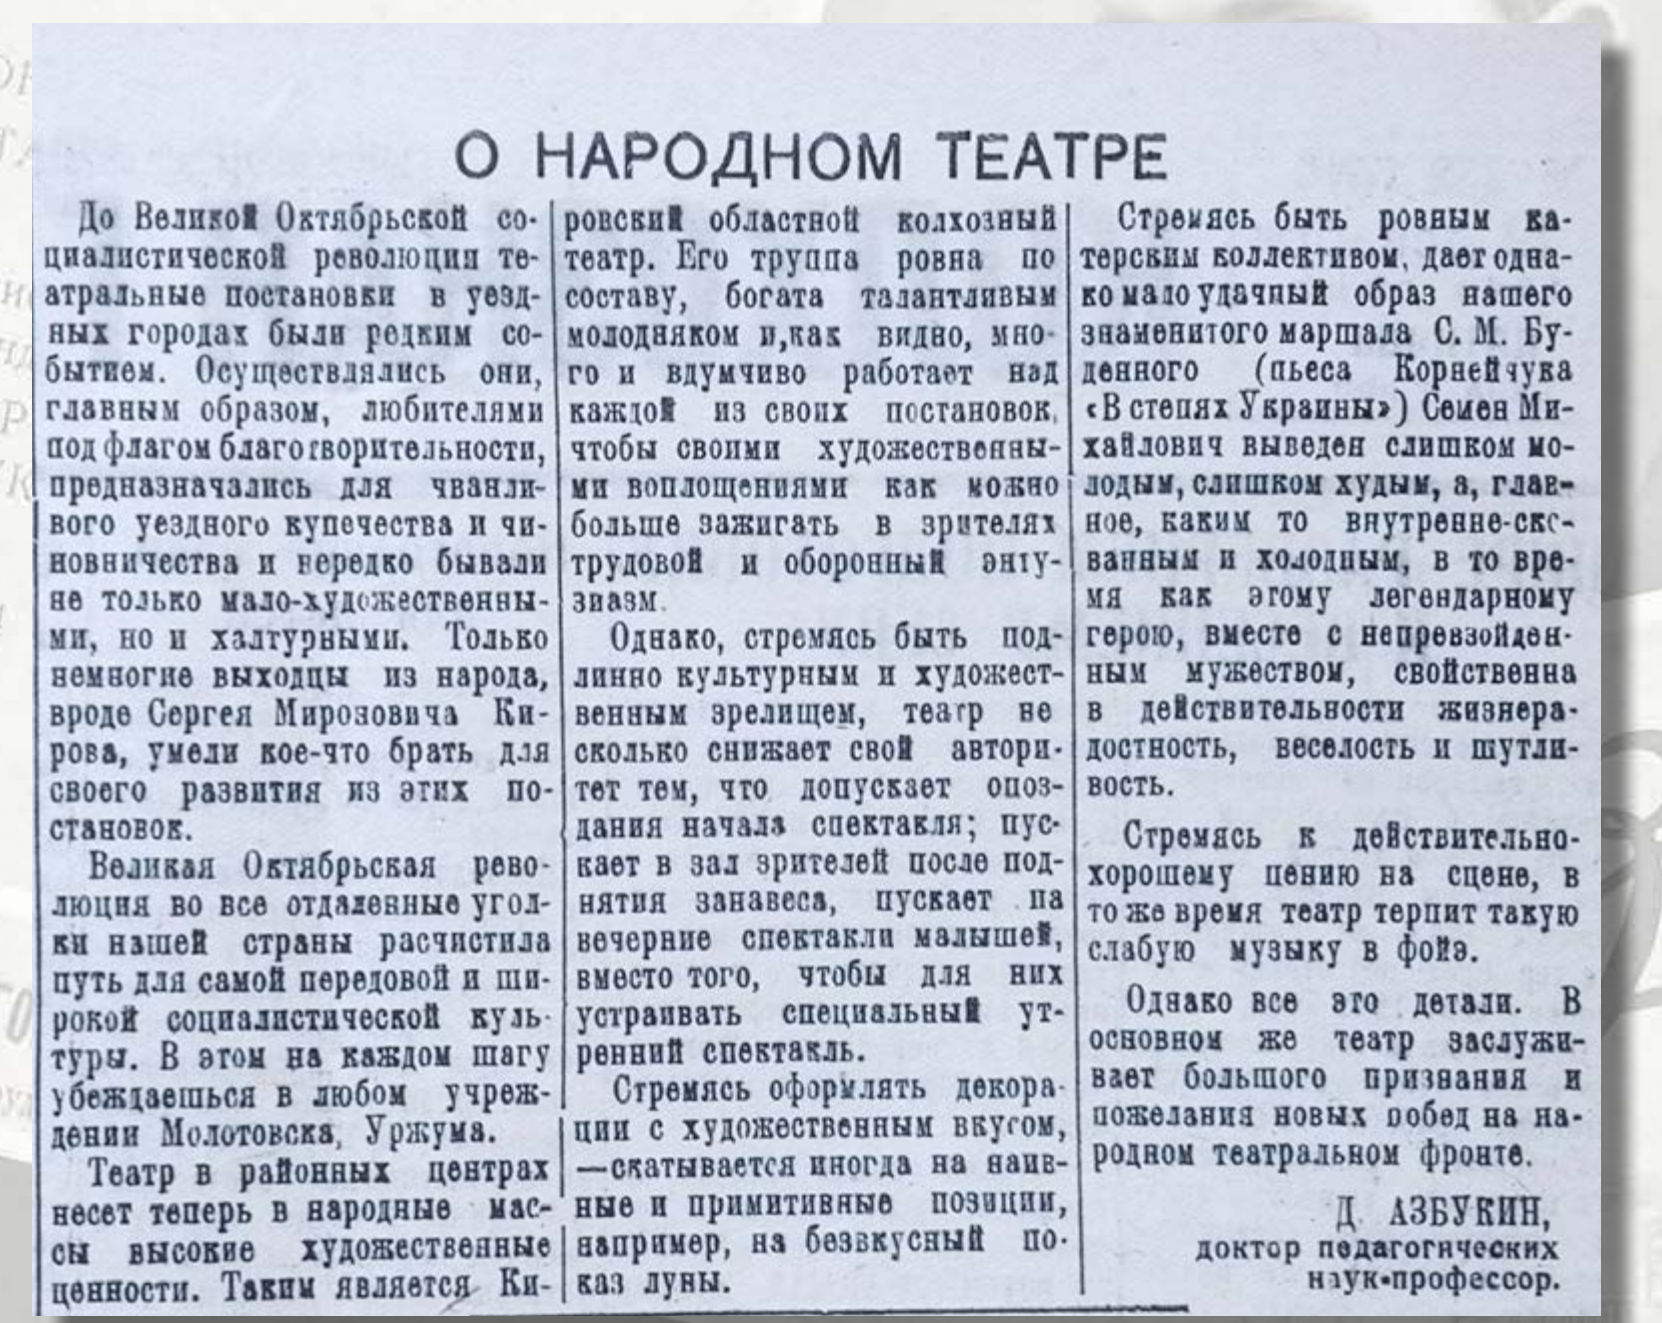 О НАРОДНОМ ТЕАТРЕ
До Великой Октябрьской со-
циалистической революции те-
атральные постановки в уезд-
ных городах были редким со-
бытием. Осуществлялись они,
главным образом, любителями
под флагом благотворительности,
предназначались для чванли-
вого уездного купечества и чи-
новничества и нередко бывали
не только мало-художественны-
ми, но и халтурными. Только
немногие выходцы из народа,
вроде Сергея Мироновича Ки-
рова, умели кое-что брать для
своего развития из этих по-
становок.
Великая Октябрьская рево-
люция во все отдаленные угол-
ки нашей страны расчистила
путь для самой передовой и ши-
рокой социалистической куль-
туры. В этом на каждом шагу
убеждаешься в любом учреж-
дении Молотовска, Уржума.
Театр в районных центрах
несет теперь в народные мас-
сы высокие художественные
ценности. Таким является Ки-
ровский областной колхозный
театр. Его труппа ровна по
составу, богата талантливым
молодняком и,как видно, мно-
го и вдумчиво работает над
каждой из своих постановок,
чтобы своими художественны-
ми воплощениями как можно
больше зажигать в зрителях
трудовой и оборонный энту-
зиазм.
Однако, стремясь быть под-
линно культурным и художест-
венным зрелищем, театр не
сколько снижает свой автори-
тет тем, что допускает опоз-
дания начала спектакля; пус-
кает в зал зрителей после под-
нятия занавеса, пускает на
вечерние спектакли малышей,
вместо того, чтобы для них
устраивать специальный ут-
ренний спектакль.
Стремясь оформлять декора-
ции с художественным вкусом,
—скатывается иногда на наив-
ные и примитивные позиции,
например, на безвкусный по-
каз луны.
Стремясь быть ровным ка-
терским коллективом, дает одна-
ко мало удачный образ нашего
знаменитого маршала С. М. Бу-
денного (пьеса Корнейчука
«В степях Украины») Семен Ми-
хайлович выведен слишком мо-
лодым, слишком худым, а, глав-
ное, каким то внутренне-ско-
ванным и холодным, в то вре-
мя как этому легендарному
герою, вместе с непревзойден-
ным мужеством, свойственна
в действительности жизнера-
достность, веселость и шутли-
вость.
Стремясь к действительно-
хорошему пению на сцене, в
то же время театр терпит такую
слабую музыку в фойэ.
Однако все это детали. В
основном же театр заслужи-
вает большого признания и
пожелания новых побед на на-
родном театральном фронте.
Д. АЗБУКИН,
доктор педагогических
наук-профессор.